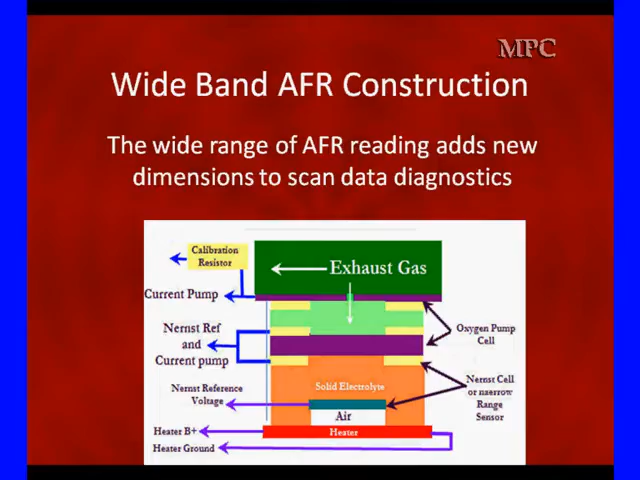 MPC
Wide Band AFR Construction
The wide range of AFR reading adds new
dimensions to scan data diagnostics
Calibration
Resistor
Exhaust Gas
Current Pump
Nernst Ref
and
Current pump
Oxygen Pump
Cell
Nernst Reference
Voltage
Solid Electrolyte
Nernst Cell
or narrow
Range
Sensor
Air
Heater B+
Heater
Heater Ground